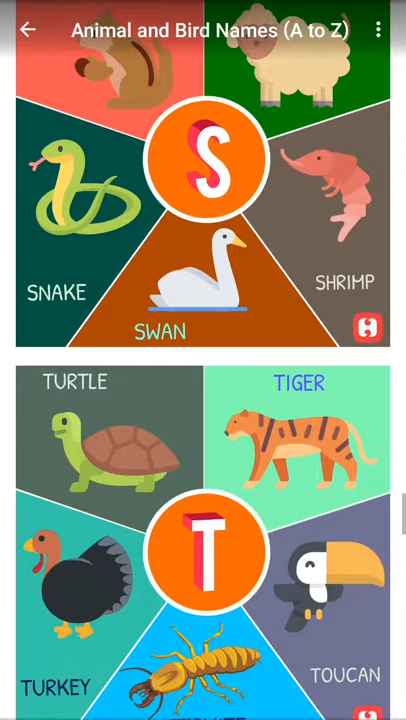 Animal and Bird Names (A to Z)
S
SNAKE
SWAN
SHRIMP
TURTLE
TIGER
T
TURKEY
TOUCAN